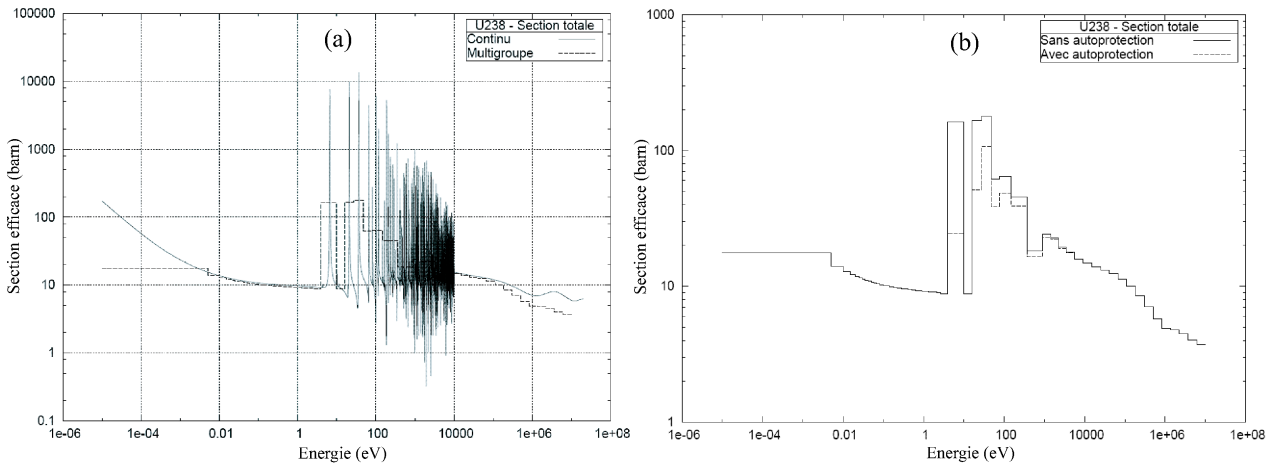 (a)
U238 - Section totale
Continu
Multigroupe
Section efficace (barn)
100000
10000
1000
100
10
1
0.1
1e-06
1e-04
0.01
1
100
10000
1e+06
1e+08
Energie (eV)
(b)
U238 - Section totale
Sans autoprotection
Avec autoprotection
Section efficace (barn)
1000
100
10
1
1e-06
1e-04
0.01
1
100
10000
1e+06
1e+08
Energie (eV)